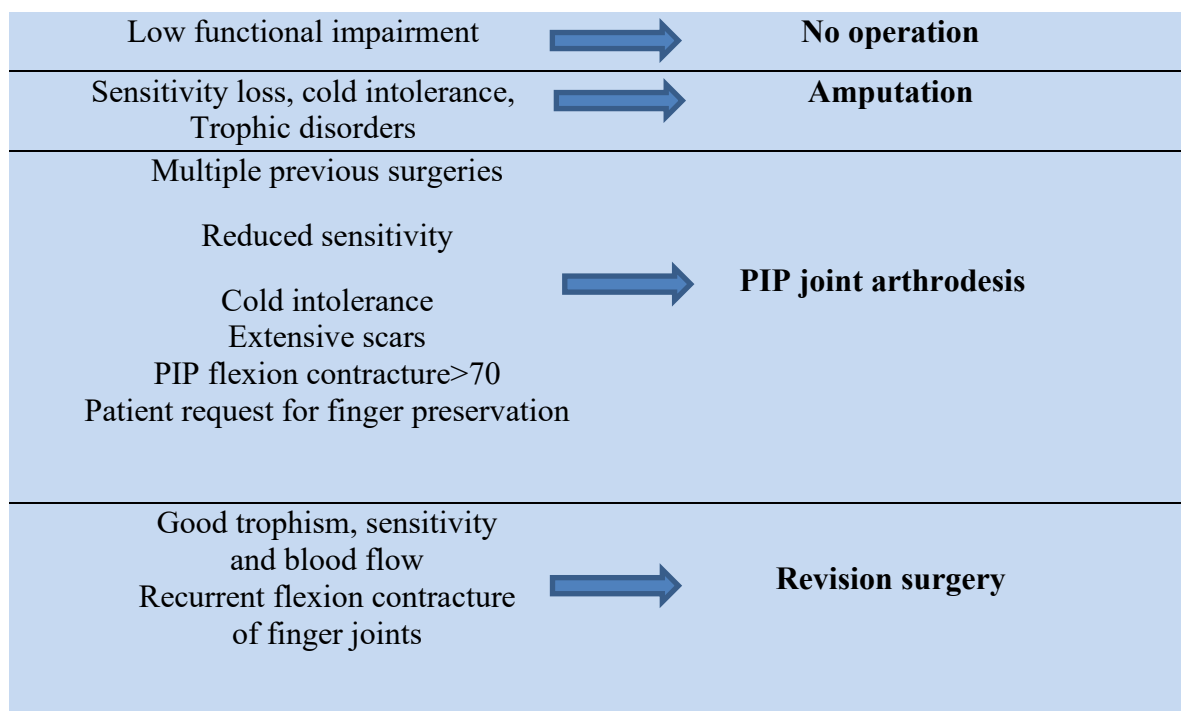 Low functional impairment
No operation
Sensitivity loss, cold intolerance,
Trophic disorders
Amputation
Multiple previous surgeries
Reduced sensitivity
Cold intolerance
Extensive scars
PIP flexion contracture>70
Patient request for finger preservation
PIP joint arthrodesis
Good trophism, sensitivity
and blood flow
Recurrent flexion contracture
of finger joints
Revision surgery